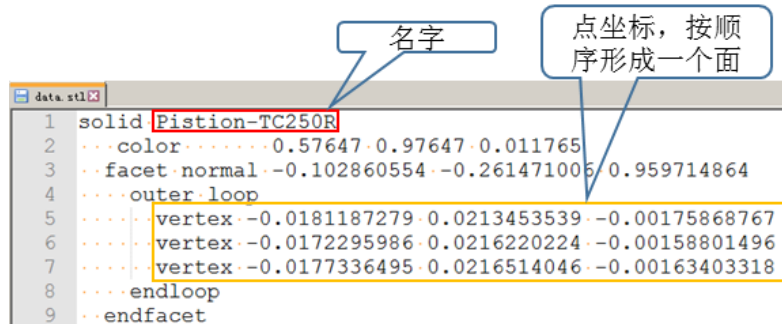 名字
点坐标，按顺
序形成一个面
data.stl
1 solid Pistion-TC250R
2 color 0.57647 0.97647 0.011765
3 facet normal -0.102860554 -0.261471006 0.959714864
4 outer loop
5 vertex -0.0181187279 0.0213453539 -0.00175868767
6 vertex -0.0172295986 0.0216220224 -0.00158801496
7 vertex -0.0177336495 0.0216514046 -0.00163403318
8 endloop
9 endfacet